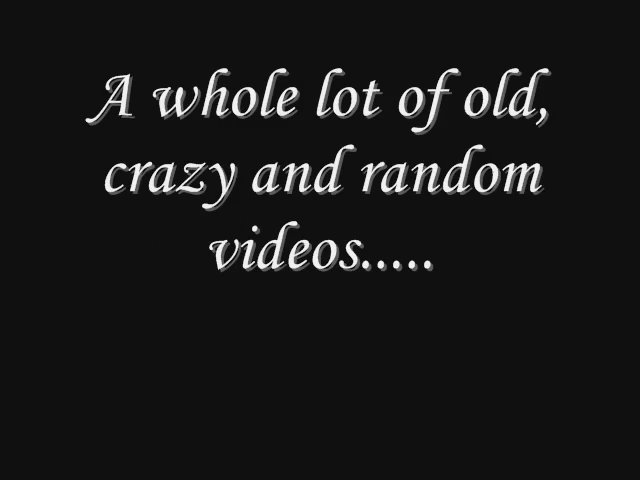 A whole lot of old,
crazy and random
videos.....